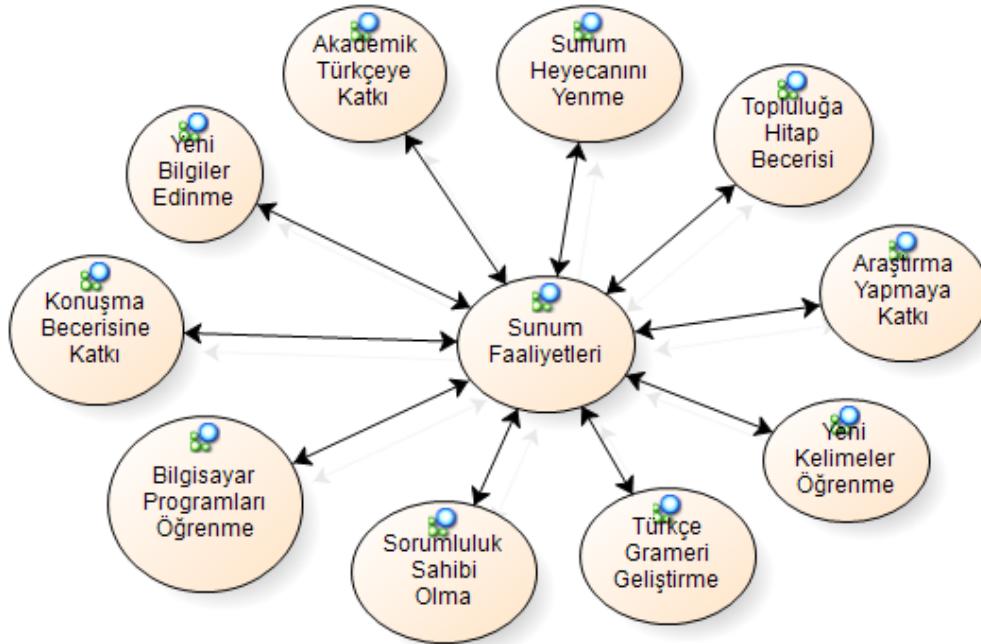 Akademik
Türkçeye
Katkı
Sunum
Heyecanını
Yenme
Topluluğa
Hitap
Becerisi
Yeni
Bilgiler
Edinme
Araştırma
Yapmaya
Katkı
Konuşma
Becerisine
Katkı
Sunum
Faaliyetleri
Yeni
Kelimeler
Öğrenme
Bilgisayar
Programları
Öğrenme
Sorumluluk
Sahibi
Olma
Türkçe
Grameri
Geliştirme